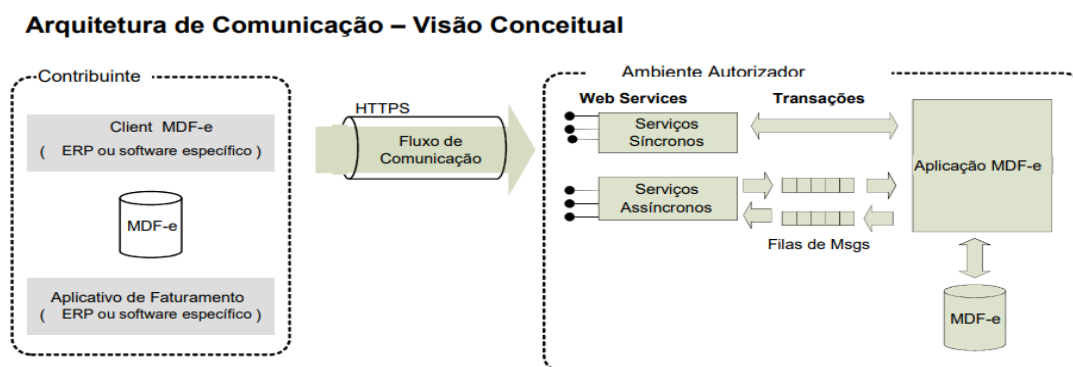 Arquitetura de Comunicação – Visão Conceitual
Contribuinte
Client MDF-e
( ERP ou software específico )
MDF-e
Aplicativo de Faturamento
( ERP ou software específico )
HTTPS
Fluxo de
Comunicação
Ambiente Autorizador
Web Services
Transações
Serviços
Síncronos
Serviços
Assíncronos
Filas de Msgs
Aplicação MDF-e
MDF-e